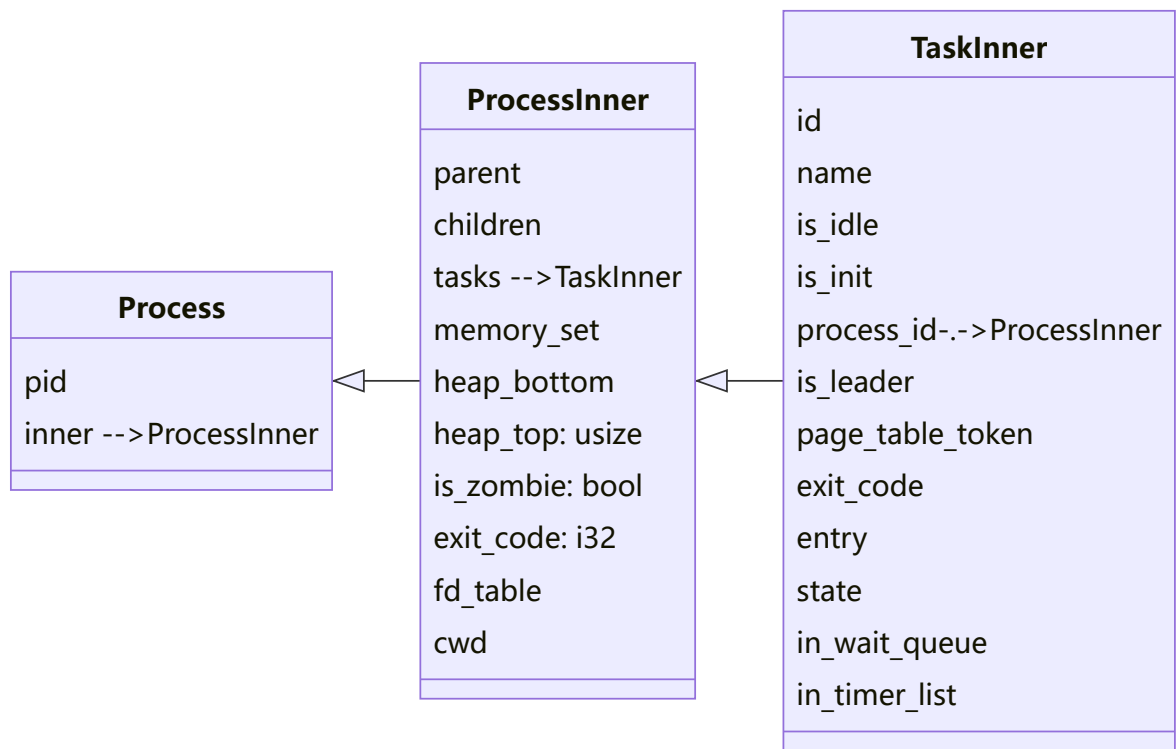 Process
pid
inner -->ProcessInner
ProcessInner
parent
children
tasks -->TaskInner
memory_set
heap_bottom
heap_top: usize
is_zombie: bool
exit_code: i32
fd_table
cwd
TaskInner
id
name
is_idle
is_init
process_id-.->ProcessInner
is_leader
page_table_token
exit_code
entry
state
in_wait_queue
in_timer_list